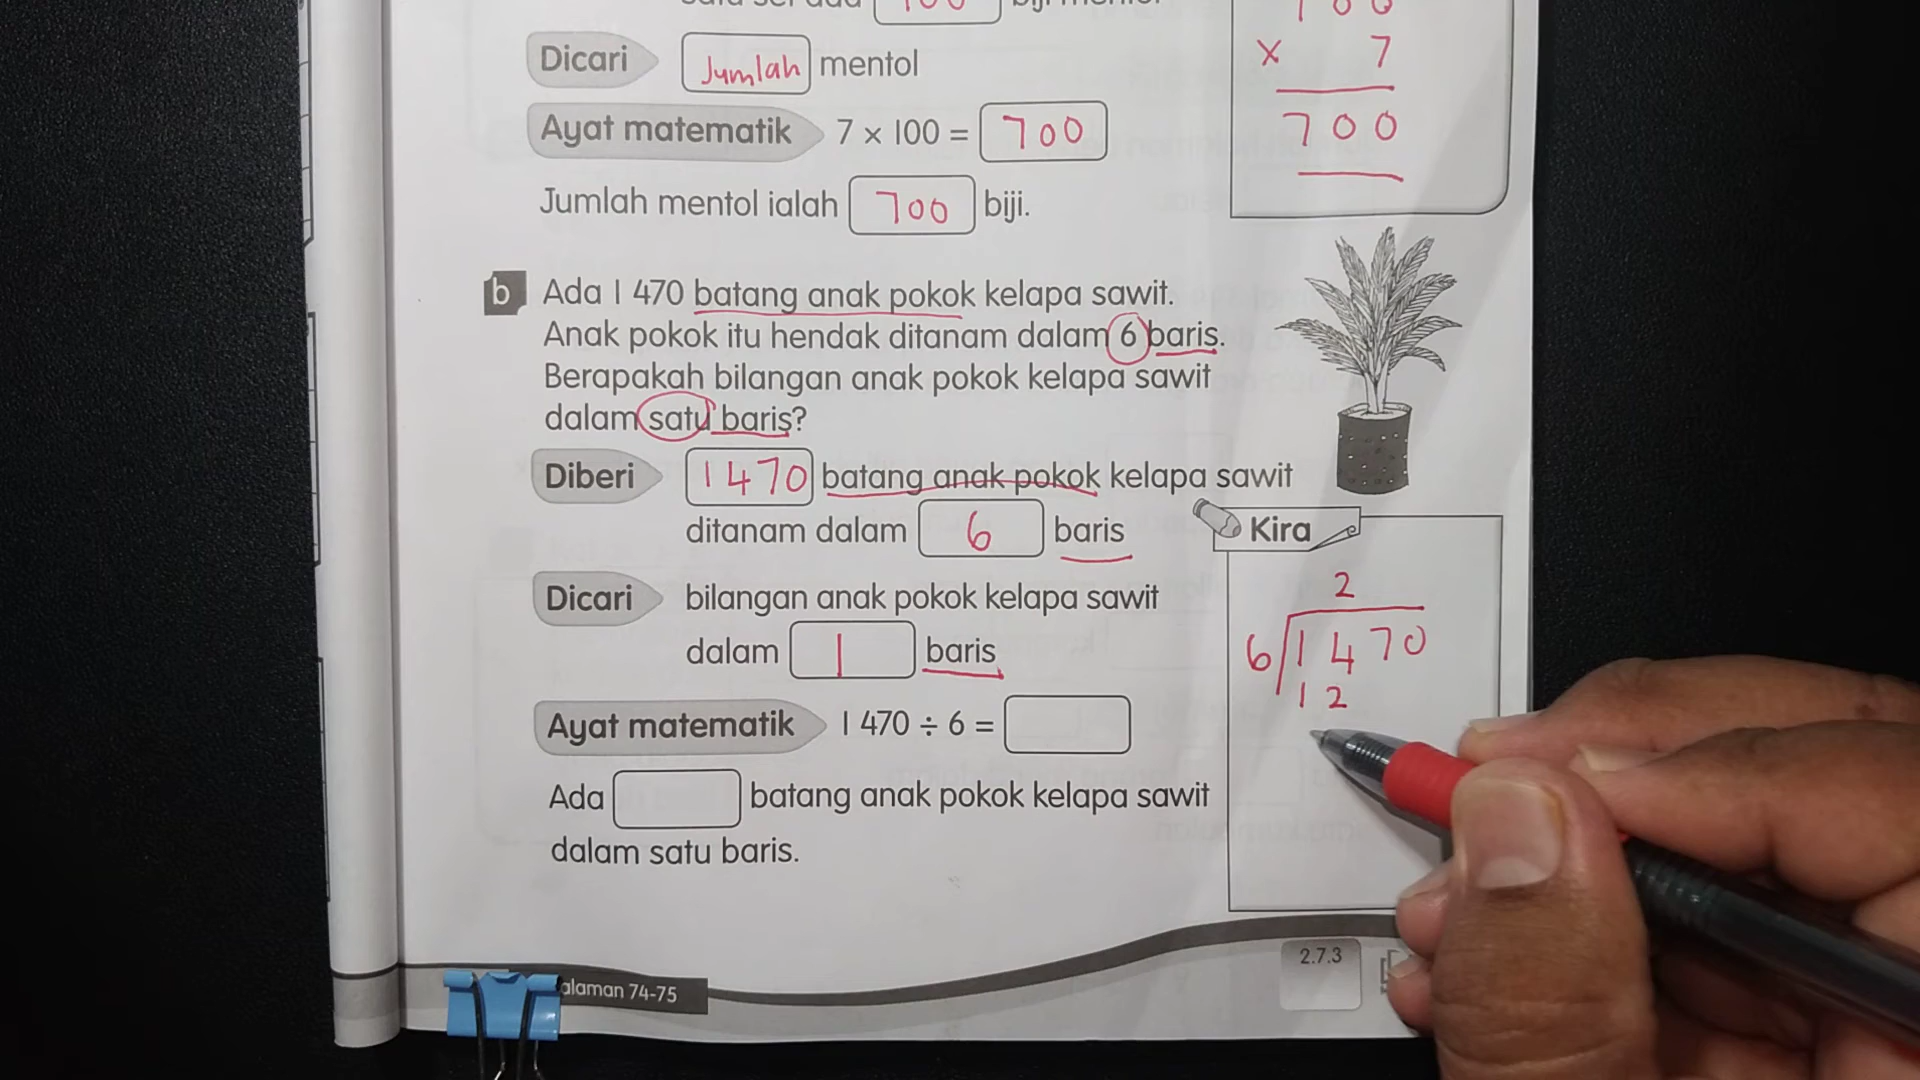 Dicari Jumlah mentol
Ayat matematik 7 × 100 = 700
Jumlah mentol ialah 700 biji.
× 7
700
b Ada 1 470 batang anak pokok kelapa sawit.
Anak pokok itu hendak ditanam dalam 6 baris.
Berapakah bilangan anak pokok kelapa sawit
dalam satu baris?
Diberi 1470 batang anak pokok kelapa sawit
ditanam dalam 6 baris
Dicari bilangan anak pokok kelapa sawit
dalam 1 baris
Ayat matematik 1 470 ÷ 6 =
Ada batang anak pokok kelapa sawit
dalam satu baris.
Kira
2
6 1470
12
2.7.3
alaman 74-75